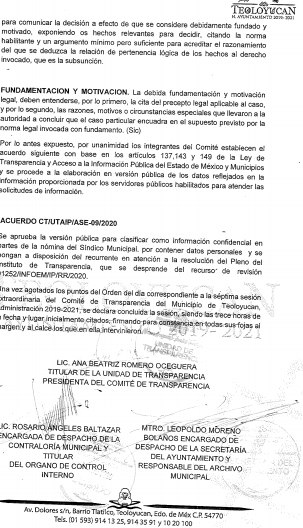 TEOLOYUCAN
H. AYUNTAMIENTO 2019-2021
para comunicar la decisión a efecto de que se considere debidamente fundado y
motivado, exponiendo os hechos relevantes para decidir, citando la norma
habilitante y un argumento mínimo pero suficiente para acreditar el razonamiento
del que se deduzca la relación de pertenencia lógica de los hechos al derecho
invocado, que es la subsunción.
FUNDAMENTACION Y MOTIVACION. La debida fundamentación y motivación
legal, deben entenderse, por lo primero, la cita del precepto legal aplicable al caso,
y por lo segundo, las razones, motivos o circunstancias especiales que llevaron a la
autoridad a concluir que el caso particular encuadra en el supuesto previsto por la
norma legal invocada con fundamento. (Sic)
Por lo antes expuesto, por unanimidad los integrantes del Comité establecen el
acuerdo siguiente con base en los artículos 137,143 y 149 de la Ley de
Transparencia y Acceso a la Información Pública del Estado de México y Municipios
y se procede a la elaboración en versión pública de los datos reflejados en la
información proporcionada por los servidores públicos habilitados para atender las
solicitudes de información.
ACUERDO CT/UTAIP/ASE-09/2020
Se aprueba la versión pública para clasificar como información confidencial en
partes de la nómina del Síndico Municipal, por contener datos personales y se
pongan a disposición del recurrente en atención a la resolución del Pleno del
Instituto de Transparencia, que se desprende del recurso de revisión
01252/INFOEM/IP/RR/2020.
Una vez agotados los puntos del Orden del día correspondiente a la séptima sesión
extraordinaria del Comité de Transparencia del Municipio de Teoloyucan,
administración 2019-2021; se declara concluida la sesión, siendo las trece horas de
la fecha y lugar inicialmente citados, firmando para constancia en todas sus fojas al
margen y al calce los que en ella intervinieron.
2019-2021
UNIDAD DE
TRANSPARENCIA
LIC. ANA BEATRIZ ROMERO OCEGUERA
TITULAR DE LA UNIDAD DE TRANSPARENCIA
PRESIDENTA DEL COMITÉ DE TRANSPARENCIA
LIC. ROSARIO ANGELES BALTAZAR
ENCARGADA DE DESPACHO DE LA
CONTRALORÍA MUNICIPAL Y
TITULAR
DEL ORGANO DE CONTROL
INTERNO
MTRO. LEOPOLDO MORENO
BOLAÑOS ENCARGADO DE
DESPACHO DE LA SECRETARÍA
DEL AYUNTAMIENTO Y
RESPONSABLE DEL ARCHIVO
MUNICIPAL
Av. Dolores s/n, Barrio Tlatilco, Teoloyucan, Edo. de Méx C.P. 54770
Tels. (01 593) 914 13 25, 914 35 91 y 10 20 100